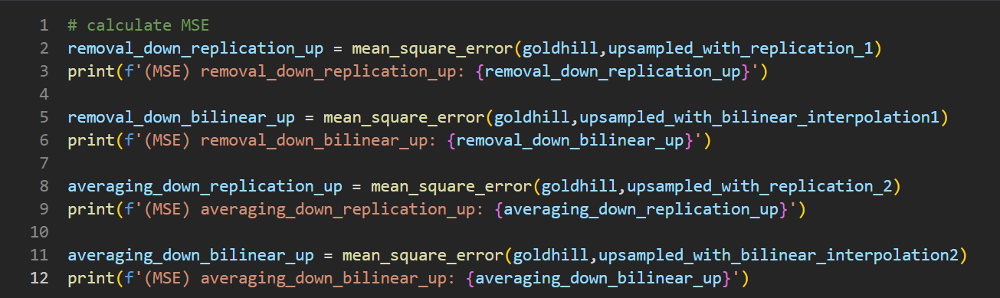 1 # calculate MSE
2 removal_down_replication_up = mean_square_error(goldhill,upsampled_with_replication_1)
3 print(f'(MSE) removal_down_replication_up: {removal_down_replication_up}')
4
5 removal_down_bilinear_up = mean_square_error(goldhill,upsampled_with_bilinear_interpolation1)
6 print(f'(MSE) removal_down_bilinear_up: {removal_down_bilinear_up}')
7
8 averaging_down_replication_up = mean_square_error(goldhill,upsampled_with_replication_2)
9 print(f'(MSE) averaging_down_replication_up: {averaging_down_replication_up}')
10
11 averaging_down_bilinear_up = mean_square_error(goldhill,upsampled_with_bilinear_interpolation2)
12 print(f'(MSE) averaging_down_bilinear_up: {averaging_down_bilinear_up}')